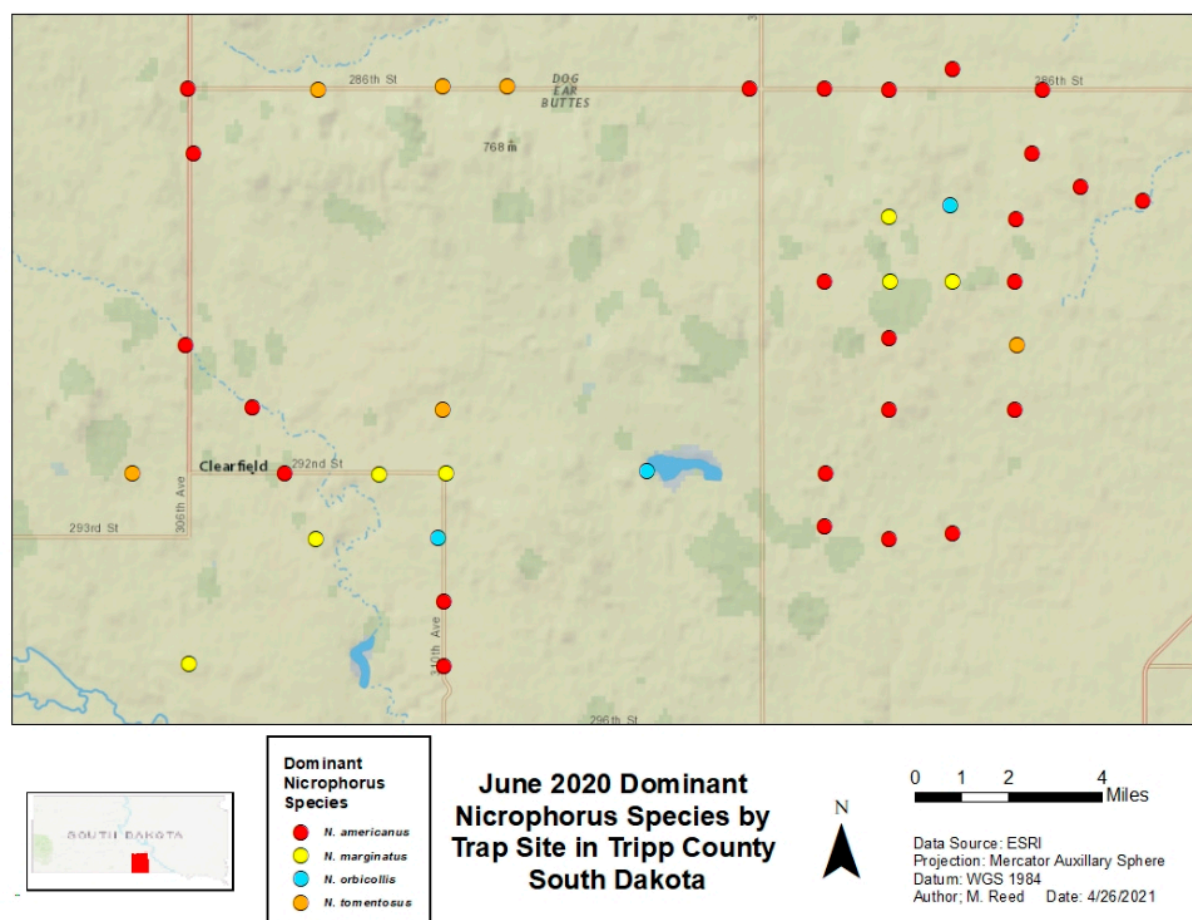 286th St
DOG
EAR
BUTTES
286th St
768 m
Clearfield
292nd St
306th Ave
293rd St
310th Ave
296th St
SOUTH DAKOTA
Dominant
Nicrophorus
Species
N. americanus
N. marginatus
N. orbicollis
N. tomentosus
June 2020 Dominant
Nicrophorus Species by
Trap Site in Tripp County
South Dakota
N
0 1 2 4
Miles
Data Source: ESRI
Projection: Mercator Auxillary Sphere
Datum: WGS 1984
Author; M. Reed Date: 4/26/2021